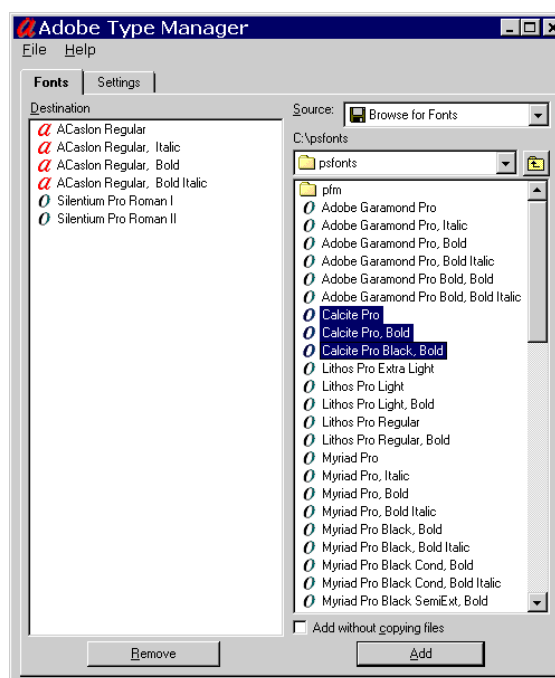 Adobe Type Manager
File Help
Fonts Settings
Destination
ACaslon Regular
ACaslon Regular, Italic
ACaslon Regular, Bold
ACaslon Regular, Bold Italic
Silentium Pro Roman I
Silentium Pro Roman II
Remove
Source: Browse for Fonts
C:\psfonts
psfonts
pfm
Adobe Garamond Pro
Adobe Garamond Pro, Italic
Adobe Garamond Pro, Bold
Adobe Garamond Pro, Bold Italic
Adobe Garamond Pro Bold, Bold
Adobe Garamond Pro Bold, Bold Italic
Calcite Pro
Calcite Pro, Bold
Calcite Pro Black, Bold
Lithos Pro Extra Light
Lithos Pro Light
Lithos Pro Light, Bold
Lithos Pro Regular
Lithos Pro Regular, Bold
Myriad Pro
Myriad Pro, Italic
Myriad Pro, Bold
Myriad Pro, Bold Italic
Myriad Pro Black, Bold
Myriad Pro Black, Bold Italic
Myriad Pro Black Cond, Bold
Myriad Pro Black Cond, Bold Italic
Myriad Pro Black SemiExt, Bold
Add without copying files
Add